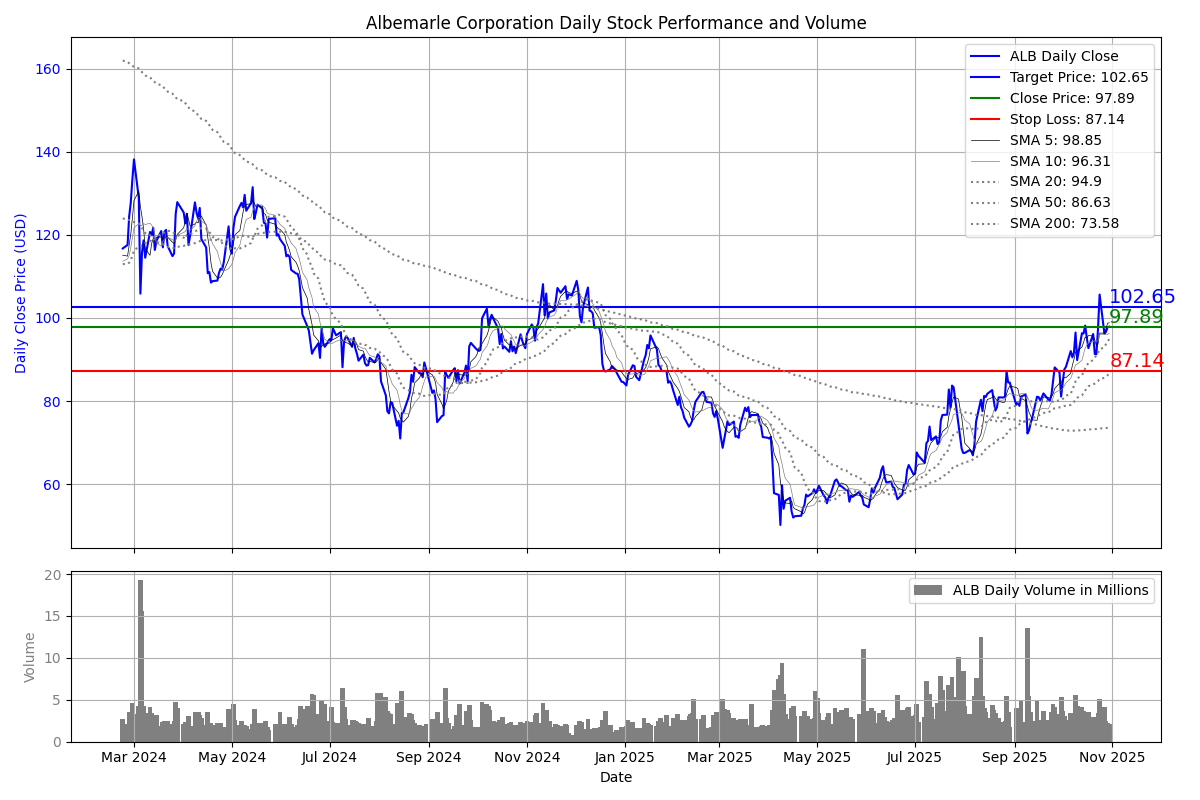 Albemarle Corporation Daily Stock Performance and Volume
Daily Close Price (USD)
160
140
120
100
80
60
ALB Daily Close
Target Price: 102.65
Close Price: 97.89
Stop Loss: 87.14
SMA 5: 98.85
SMA 10: 96.31
SMA 20: 94.9
SMA 50: 86.63
SMA 200: 73.58
102.65
97.89
87.14
Volume
20
15
10
5
0
ALB Daily Volume in Millions
Mar 2024 May 2024 Jul 2024 Sep 2024 Nov 2024 Jan 2025 Mar 2025 May 2025 Jul 2025 Sep 2025 Nov 2025
Date